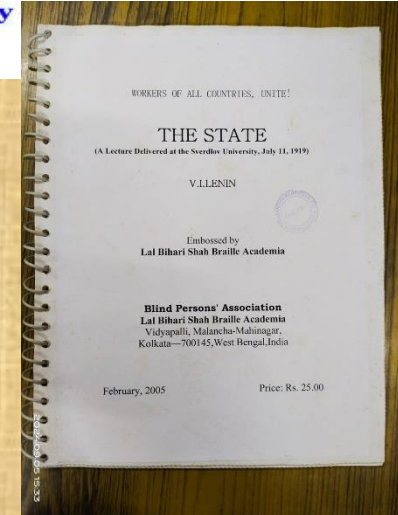 y
WORKERS OF ALL COUNTRIES, UNITE!
THE STATE
(A Lecture Delivered at the Sverdlov University, July 11, 1919)
V.I.LENIN
Embossed by
Lal Bihari Shah Braille Academia
Blind Persons' Association
Lal Bihari Shah Braille Academia
Vidyapalli, Malancha-Mahinagar,
Kolkata—700145,West Bengal,India
February, 2005 Price: Rs. 25.00